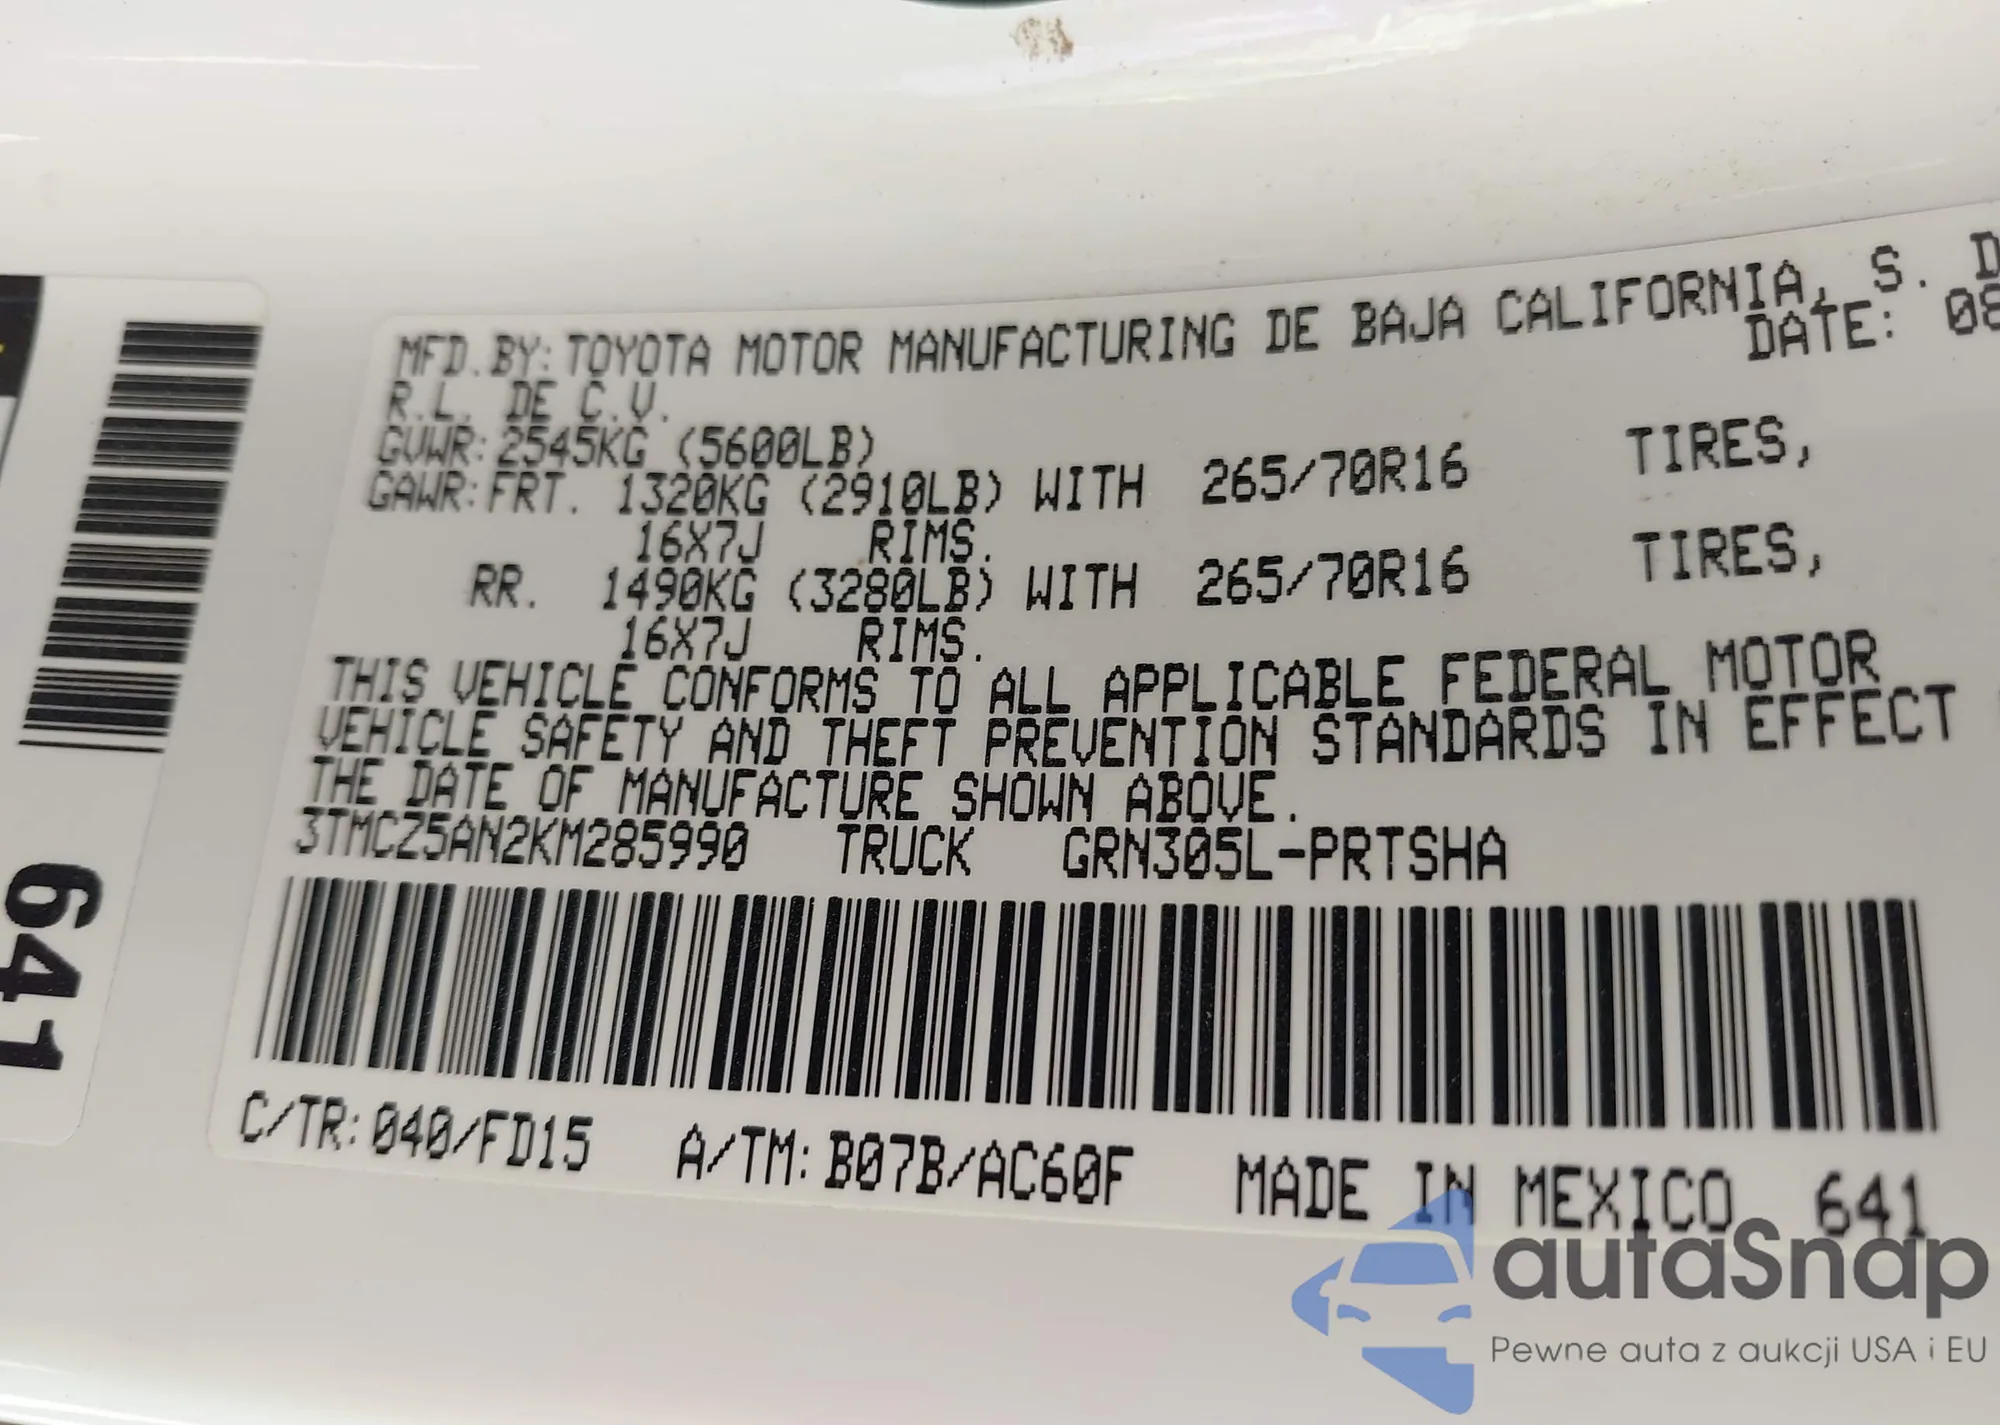 MFD.BY: TOYOTA MOTOR MANUFACTURING DE BAJA CALIFORNIA, S. D
R.L. DE C.V. DATE: 08
GVWR: 2545KG (5600LB)
GAWR: FRT. 1320KG (2910LB) WITH 265/70R16 TIRES,
16X7J RIMS.
RR. 1490KG (3280LB) WITH 265/70R16 TIRES,
16X7J RIMS.
THIS VEHICLE CONFORMS TO ALL APPLICABLE FEDERAL MOTOR
VEHICLE SAFETY AND THEFT PREVENTION STANDARDS IN EFFECT
THE DATE OF MANUFACTURE SHOWN ABOVE.
3TMCZ5AN2KM285990 TRUCK GRN305L-PRTSHA
C/TR: 040/FD15 A/TM: B07B/AC60F MADE IN MEXICO 641
641
autaSnap
Pewne auta z aukcji USA i EU